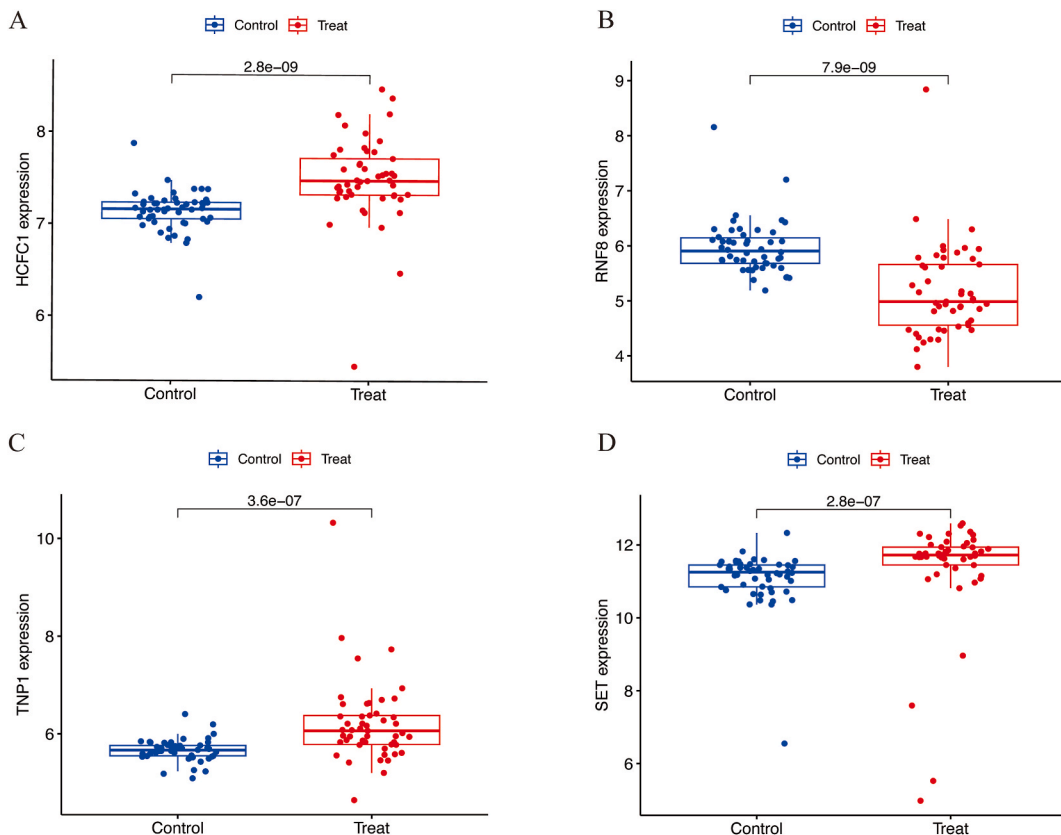 A
Control Treat
2.8e−09
HCFC1 expression
8
7
6
Control Treat
B
Control Treat
7.9e−09
RNF8 expression
9
8
7
6
5
4
Control Treat
C
Control Treat
3.6e−07
TNP1 expression
10
8
6
Control Treat
D
Control Treat
2.8e−07
SET expression
12
10
8
6
Control Treat